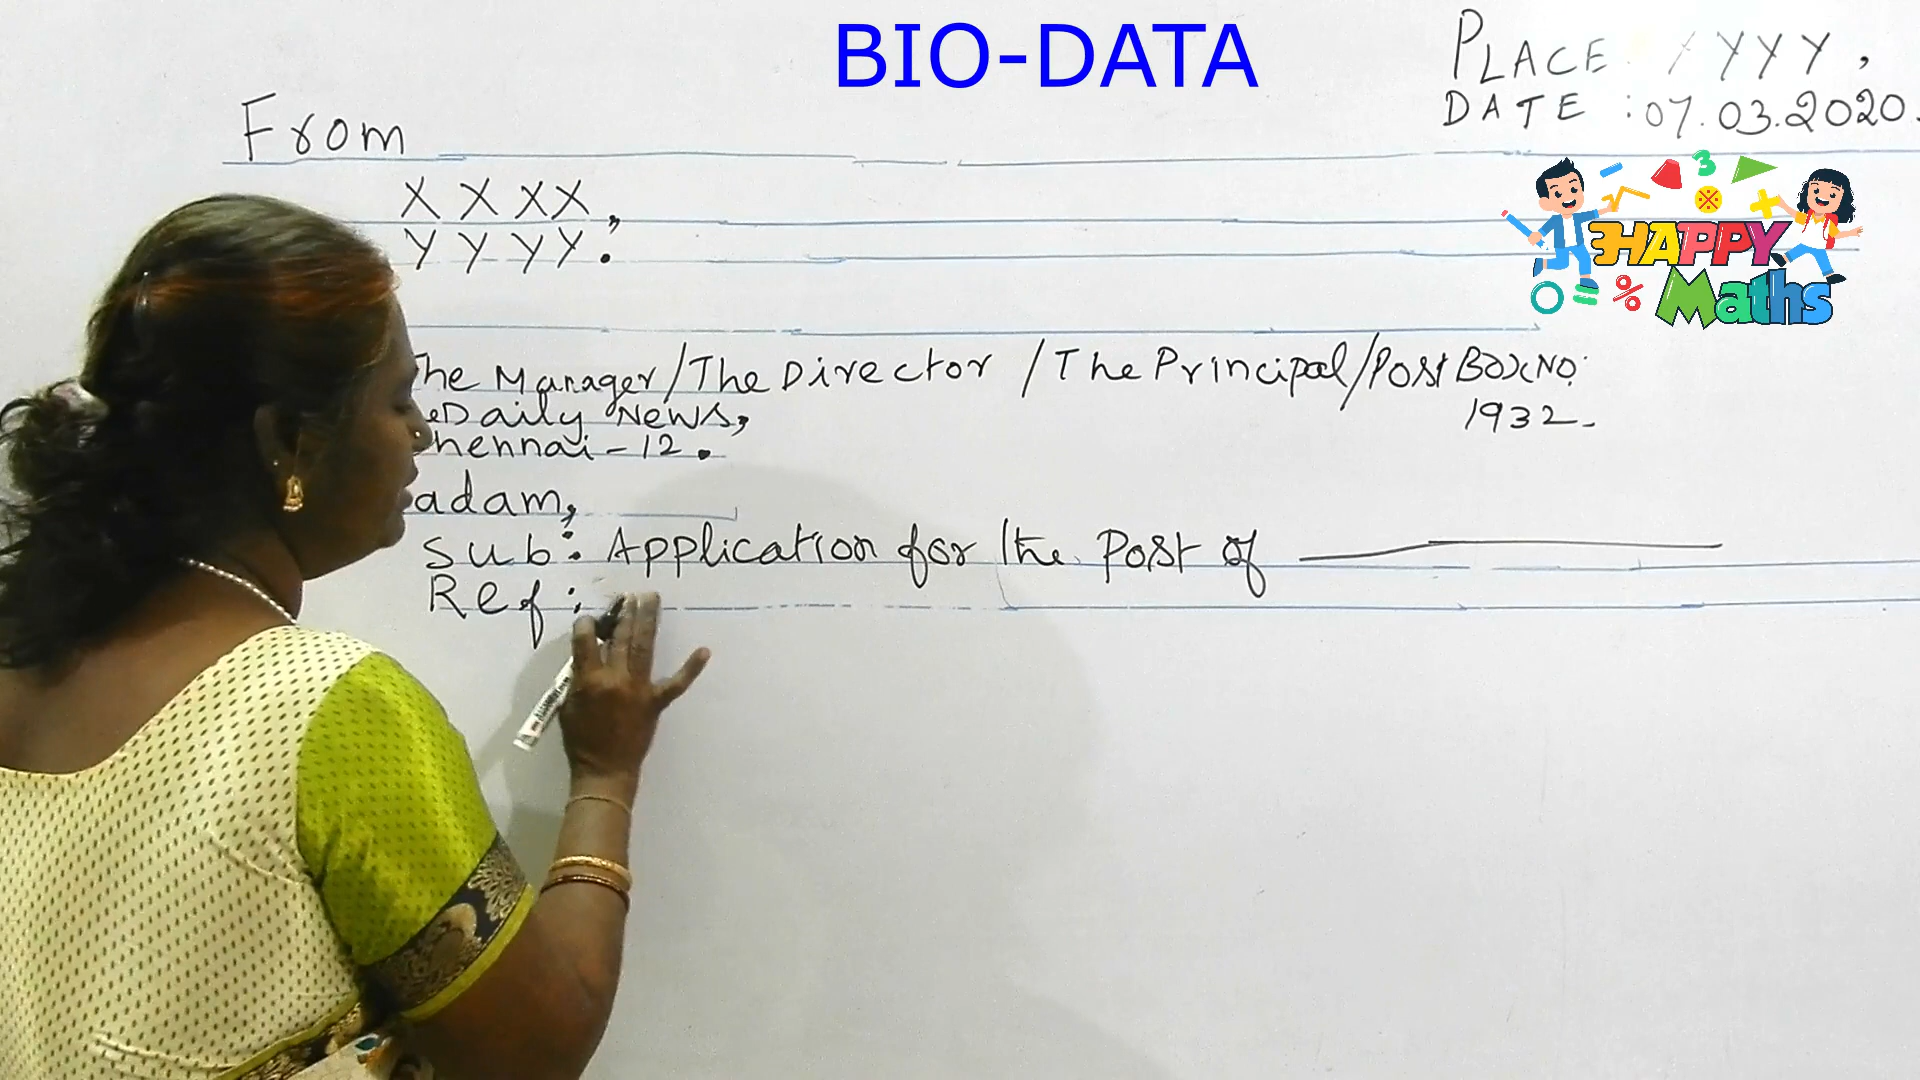 BIO-DATA
PLACE : YYYY,
DATE : 07.03.2020.
From
XXXX,
YYYY.
HAPPY
Maths
The Manager/The Director /The Principal/Post Box No:
1932.
Daily News,
hennai-12.
adam,
Sub: Application for the Post of
Ref: